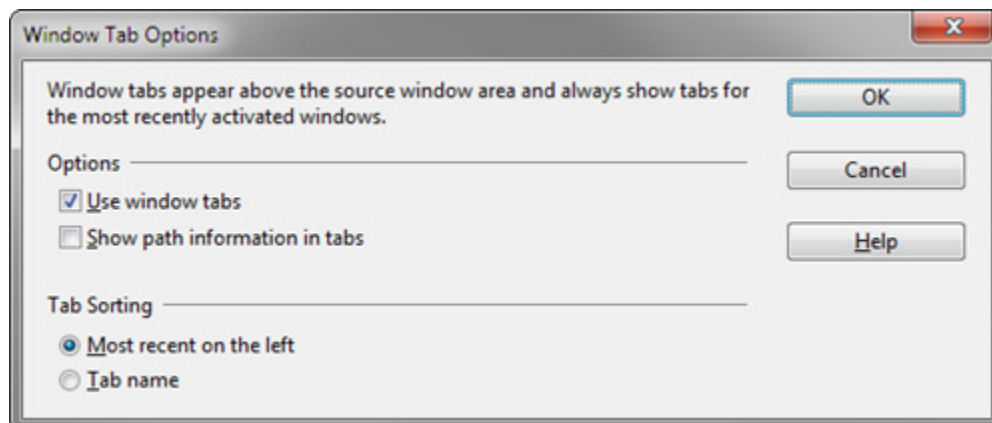 Window Tab Options
Window tabs appear above the source window area and always show tabs for
the most recently activated windows.
OK
Options
Cancel
Use window tabs
Show path information in tabs
Help
Tab Sorting
Most recent on the left
Tab name